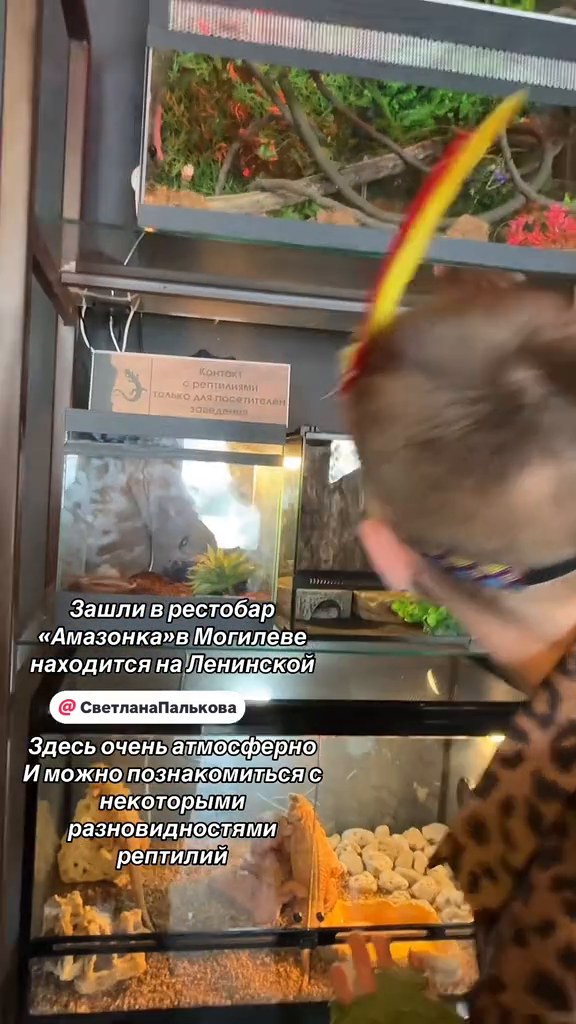 Контакт
с рептилиями
только для посетителей
заведения
Зашли в рестобар
«Амазонка»в Могилеве
находится на Ленинской
@ СветланаПалькова
Здесь очень атмосферно
И можно познакомиться с
некоторыми
разновидностями
рептилий